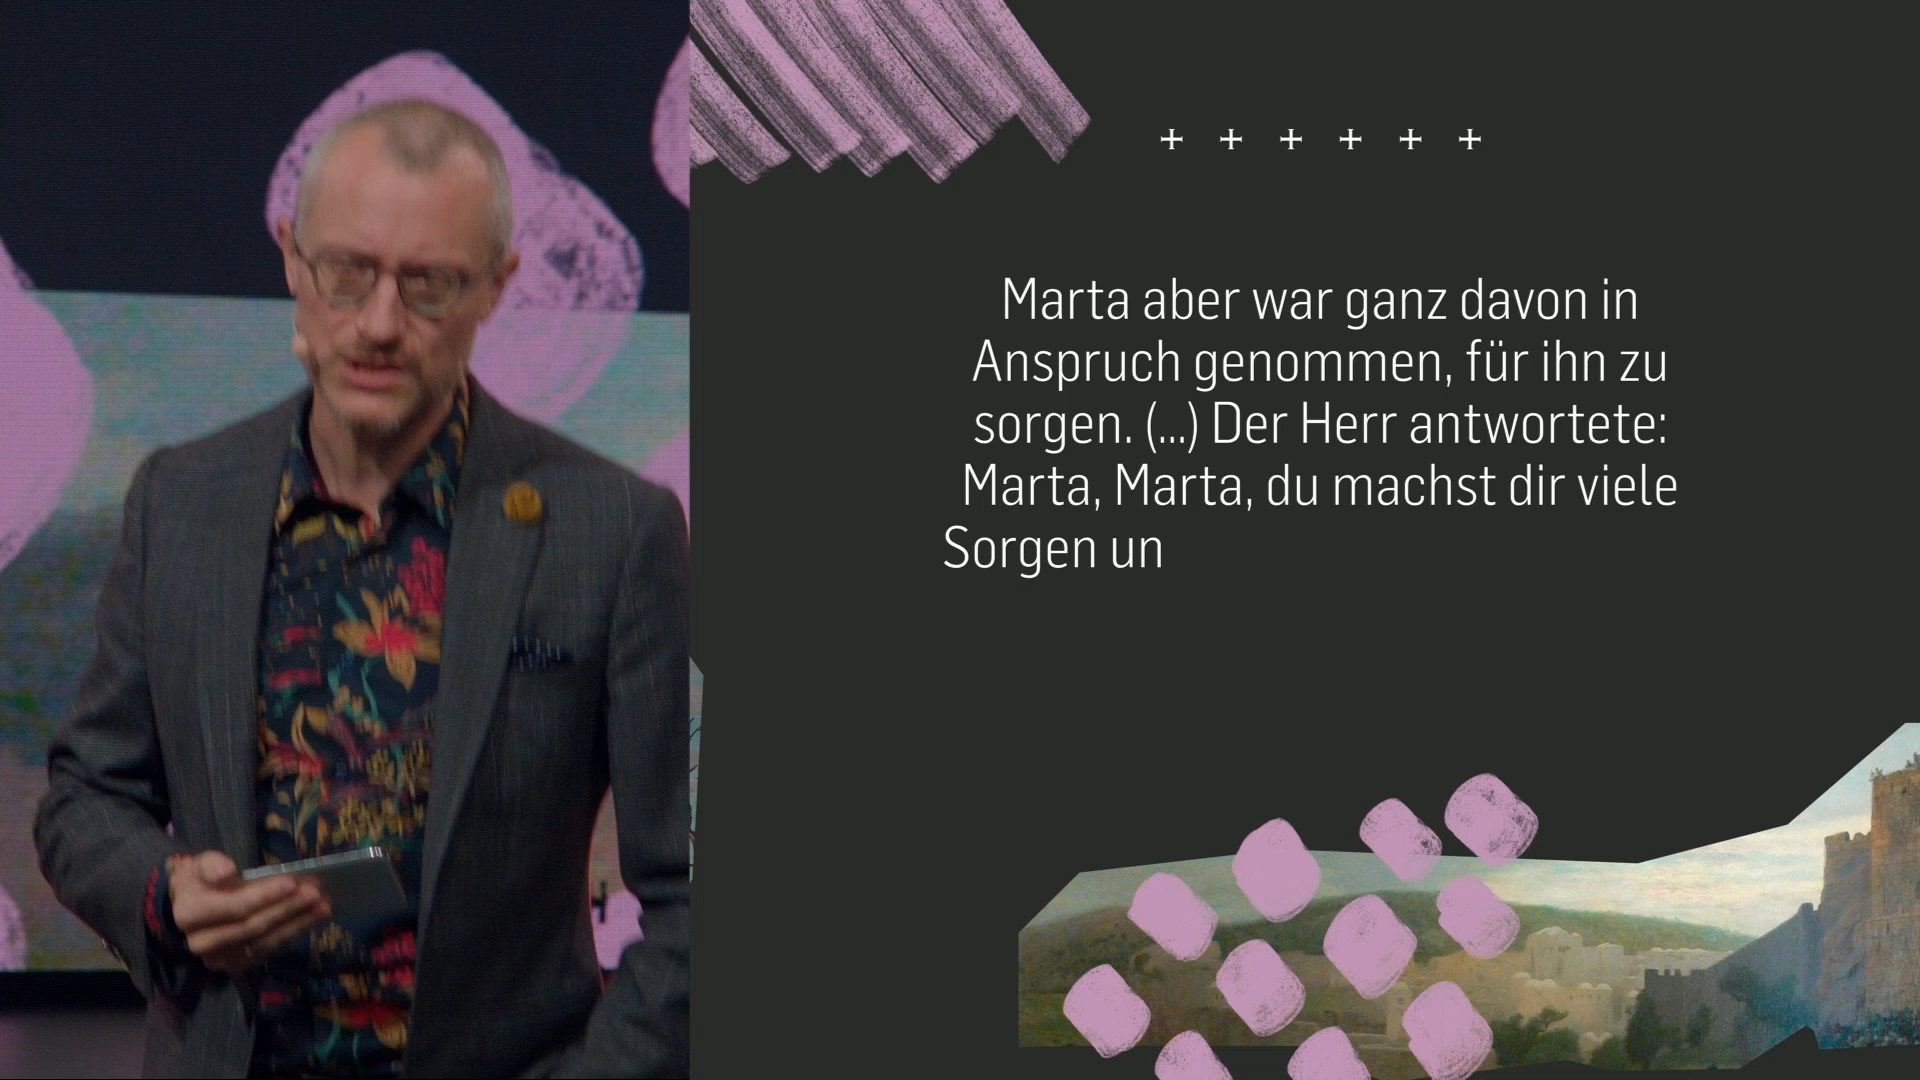 Marta aber war ganz davon in
Anspruch genommen, für ihn zu
sorgen. (...) Der Herr antwortete:
Marta, Marta, du machst dir viele
Sorgen un